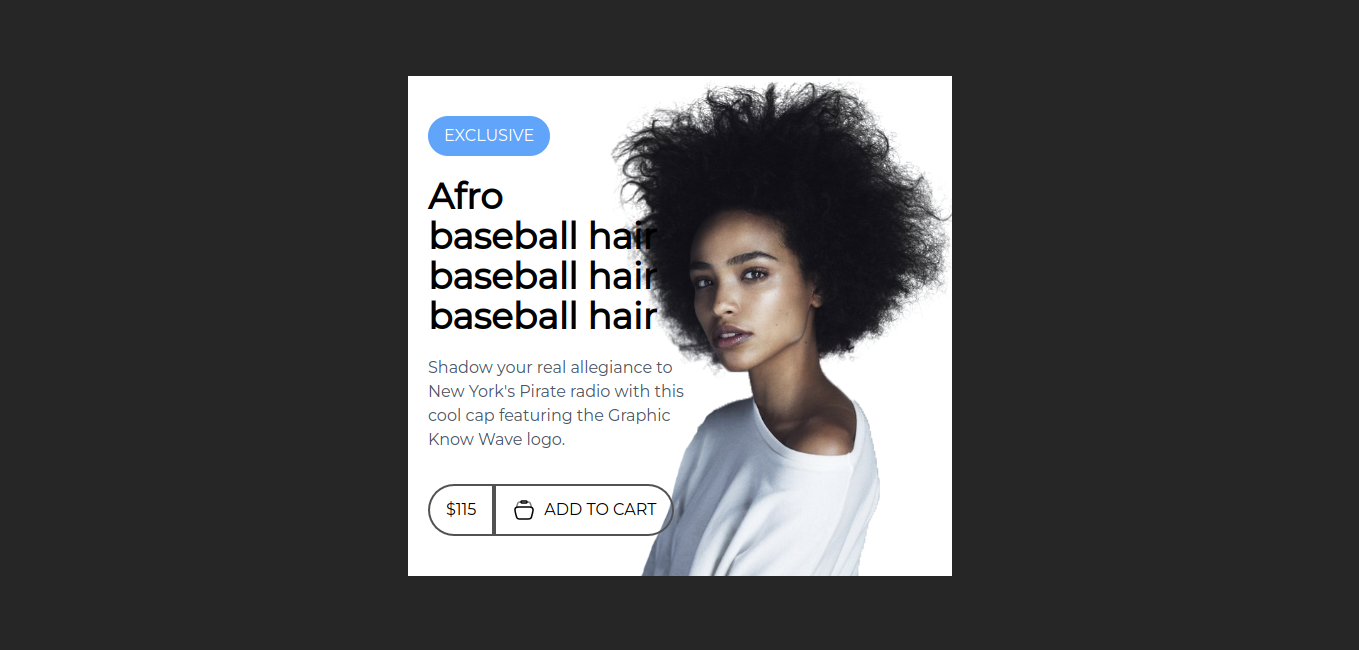 EXCLUSIVE
Afro
baseball hair
baseball hair
baseball hair
Shadow your real allegiance to
New York's Pirate radio with this
cool cap featuring the Graphic
Know Wave logo.
$115 ADD TO CART